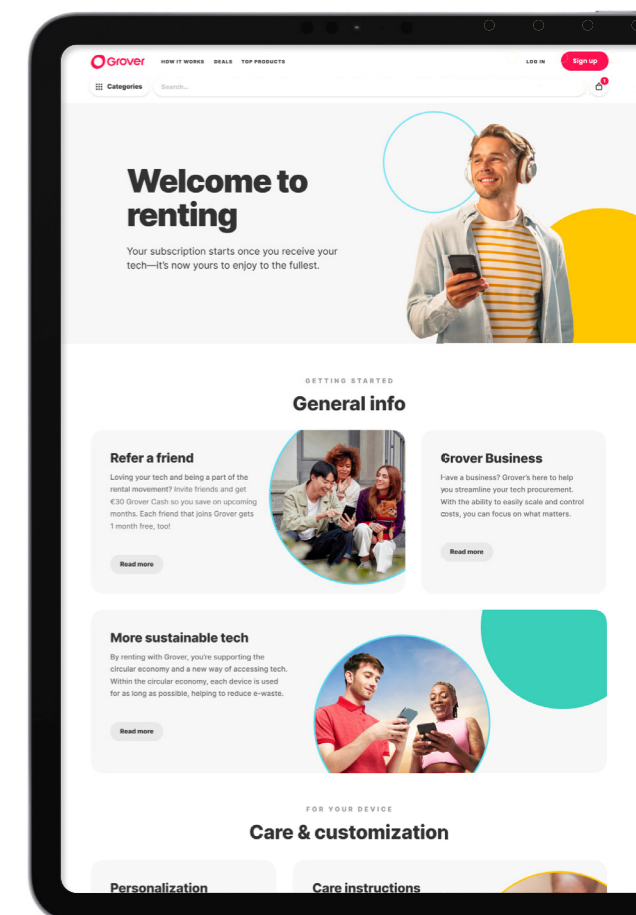 Grover HOW IT WORKS DEALS TOP PRODUCTS LOG IN Sign up
Categories Search... 1
Welcome to
renting
Your subscription starts once you receive your
tech—it's now yours to enjoy to the fullest.
GETTING STARTED
General info
Refer a friend
Loving your tech and being a part of the
rental movement? Invite friends and get
€30 Grover Cash so you save on upcoming
months. Each friend that joins Grover gets
1 month free, too!
Read more
Grover Business
Have a business? Grover's here to help
you streamline your tech procurement.
With the ability to easily scale and control
costs, you can focus on what matters.
Read more
More sustainable tech
By renting with Grover, you're supporting the
circular economy and a new way of accessing tech.
Within the circular economy, each device is used
for as long as possible, helping to reduce e-waste.
Read more
FOR YOUR DEVICE
Care & customization
Personalization
Care instructions